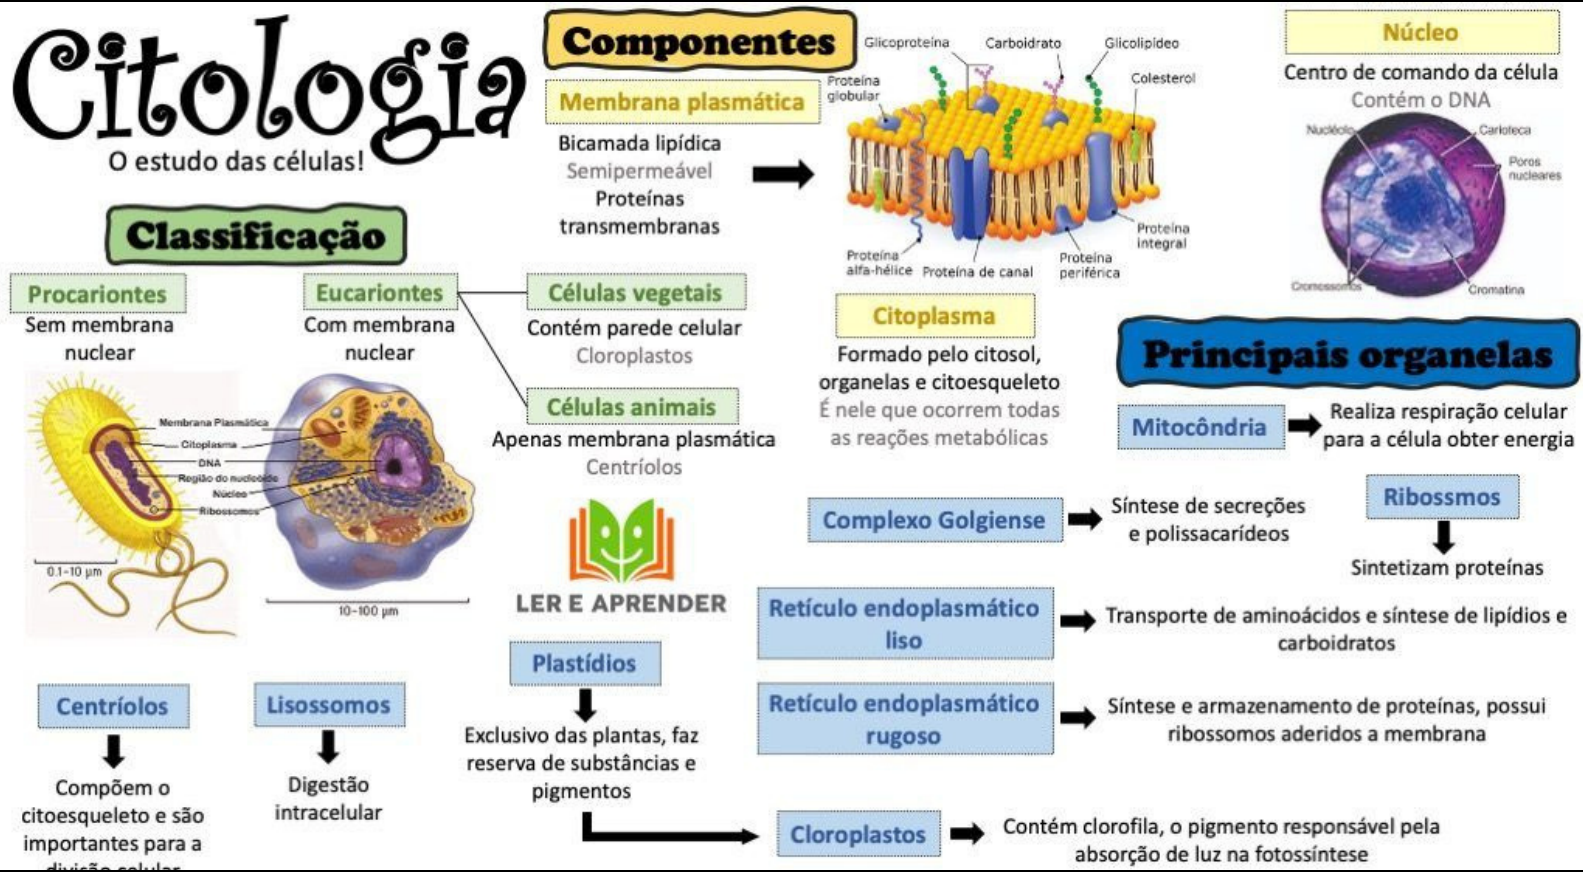 Citologia
O estudo das células!
Classificação
Procariontes
Sem membrana
nuclear
Eucariontes
Com membrana
nuclear
Células vegetais
Contém parede celular
Cloroplastos
Células animais
Apenas membrana plasmática
Centríolos
Membrana Plasmática
Citoplasma
DNA
Região do nucleóide
Núcleo
Ribossomos
0.1-10 µm
10-100 µm
Componentes
Membrana plasmática
Bicamada lipídica
Semipermeável
Proteínas
transmembranas
Glicoproteína
Carboidrato
Glicolipídeo
Proteína
globular
Colesterol
Proteína
alfa-hélice
Proteína de canal
Proteína
periférica
Proteína
integral
Núcleo
Centro de comando da célula
Contém o DNA
Nucléolo
Carioteca
Poros
nucleares
Cromossomos
Cromatina
Citoplasma
Formado pelo citosol,
organelas e citoesqueleto
É nele que ocorrem todas
as reações metabólicas
Principais organelas
Mitocôndria
Realiza respiração celular
para a célula obter energia
Complexo Golgiense
Síntese de secreções
e polissacarídeos
Ribossmos
Sintetizam proteínas
LER E APRENDER
Retículo endoplasmático
liso
Transporte de aminoácidos e síntese de lipídios e
carboidratos
Retículo endoplasmático
rugoso
Síntese e armazenamento de proteínas, possui
ribossomos aderidos a membrana
Centríolos
Compõem o
citoesqueleto e são
importantes para a
divisão celular
Lisossomos
Digestão
intracelular
Plastídios
Exclusivo das plantas, faz
reserva de substâncias e
pigmentos
Cloroplastos
Contém clorofila, o pigmento responsável pela
absorção de luz na fotossíntese